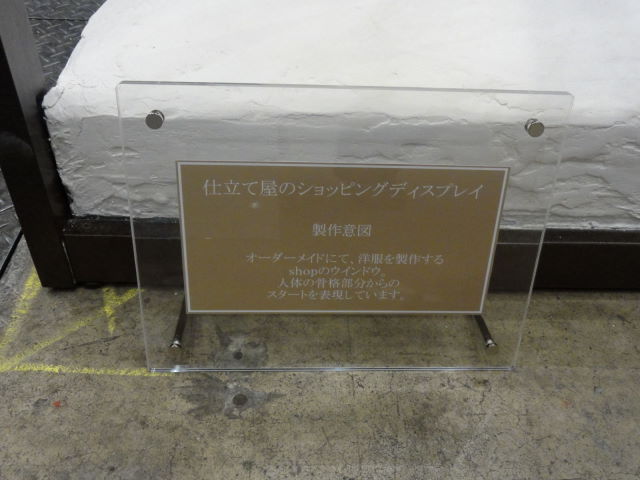 仕立て屋のショッピングディスプレイ
製作意図
オーダーメイドにて、洋服を製作する
shopのウインドウ。
人体の骨格部分からの
スタートを表現しています。